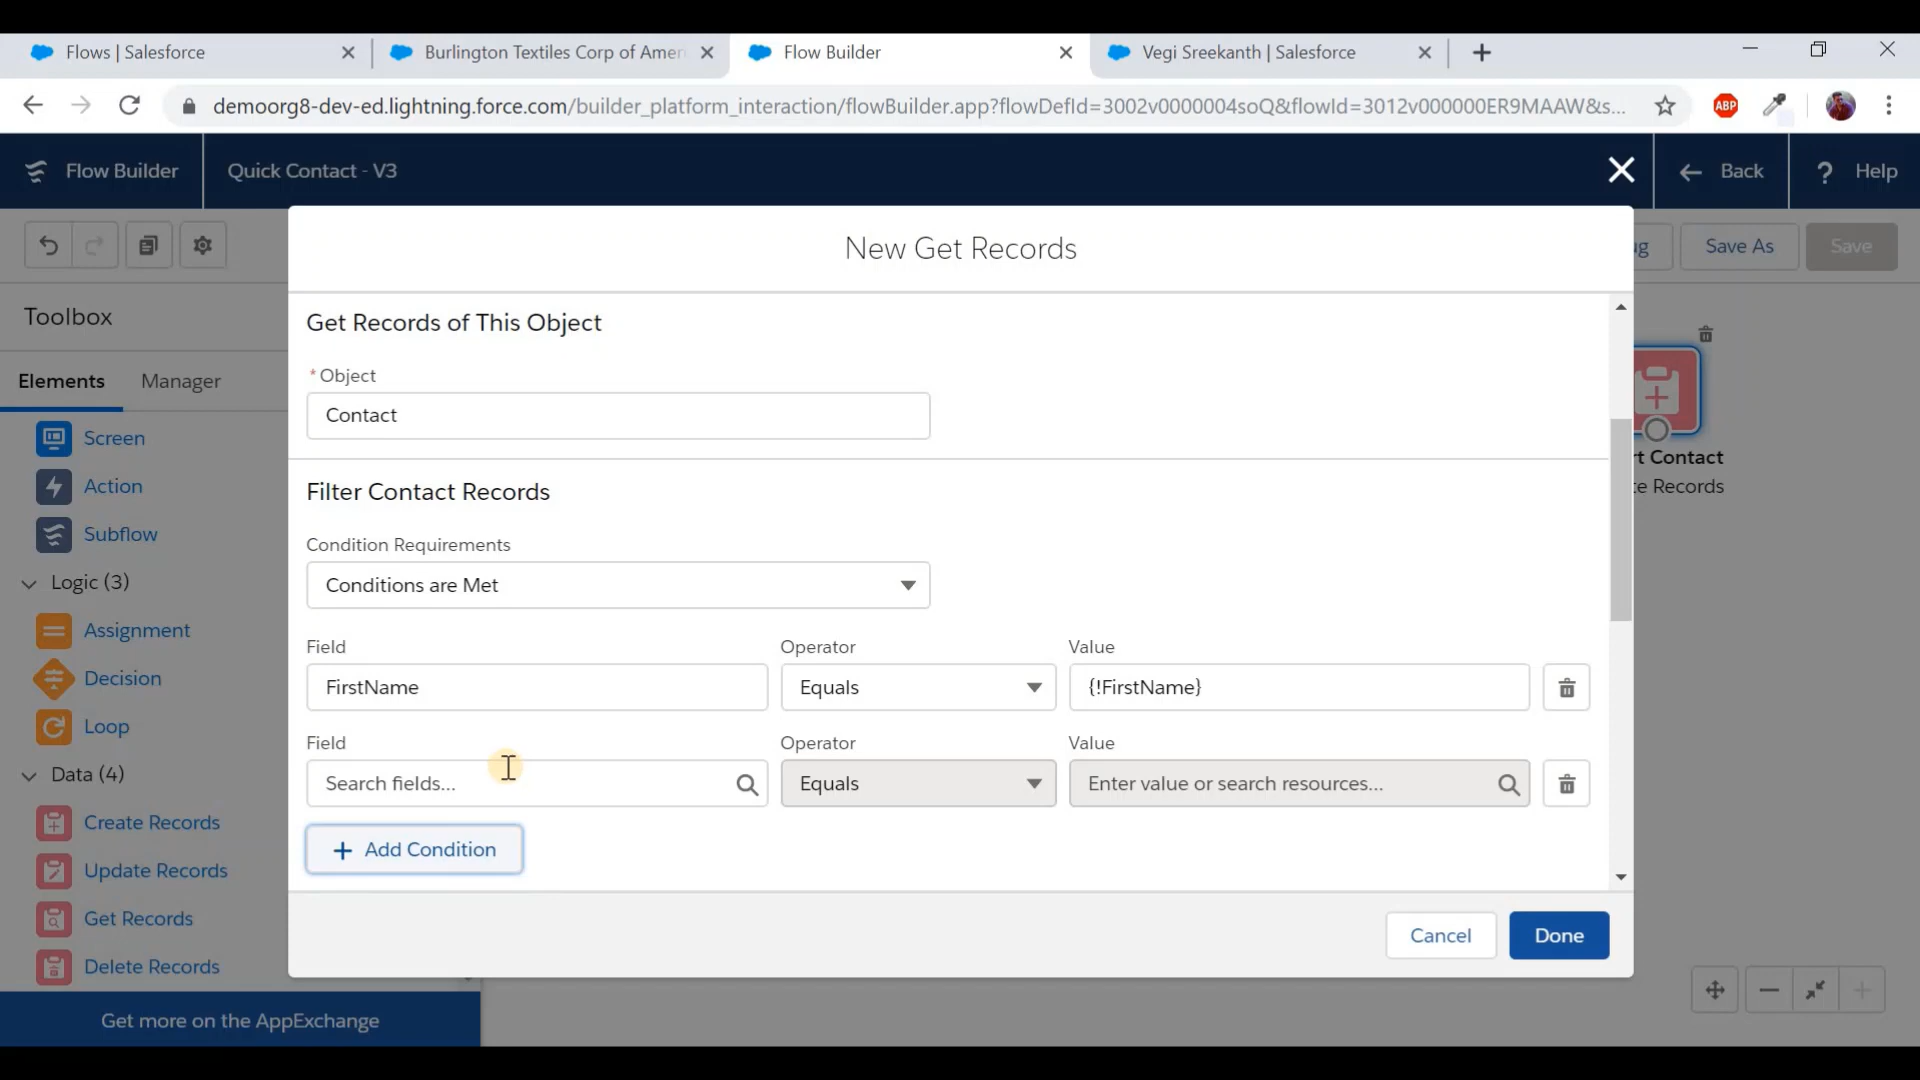 Flows | Salesforce
Burlington Textiles Corp of Amer
Flow Builder
Vegi Sreekanth | Salesforce
demoorg8-dev-ed.lightning.force.com/builder_platform_interaction/flowBuilder.app?flowDefId=3002v0000004soQ&flowId=3012v000000ER9MAAW&s...
ABP
Flow Builder
Quick Contact - V3
Back
? Help
New Get Records
ug
Save As
Save
Toolbox
Get Records of This Object
Elements
Manager
* Object
Contact
Screen
Action
Subflow
Logic (3)
Assignment
Decision
Loop
Data (4)
Create Records
Update Records
Get Records
Delete Records
Get more on the AppExchange
rt Contact
te Records
Filter Contact Records
Condition Requirements
Conditions are Met
Field
Operator
Value
FirstName
Equals
{!FirstName}
Field
Operator
Value
Search fields...
Equals
Enter value or search resources...
+ Add Condition
Cancel
Done